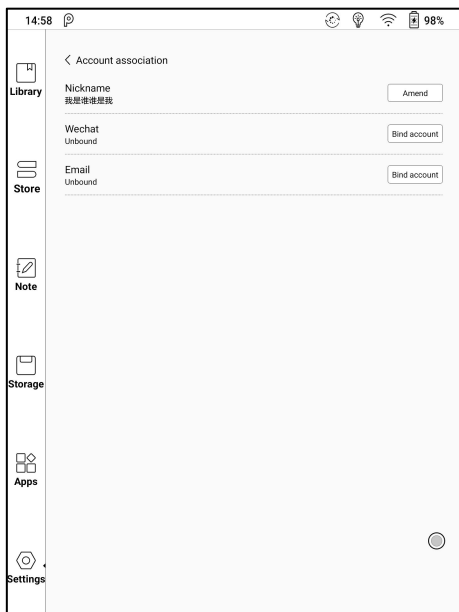 14:58
98%
Account association
Library
Nickname
我是谁谁是我
Amend
Wechat
Unbound
Bind account
Email
Unbound
Bind account
Store
Note
Storage
Apps
Settings